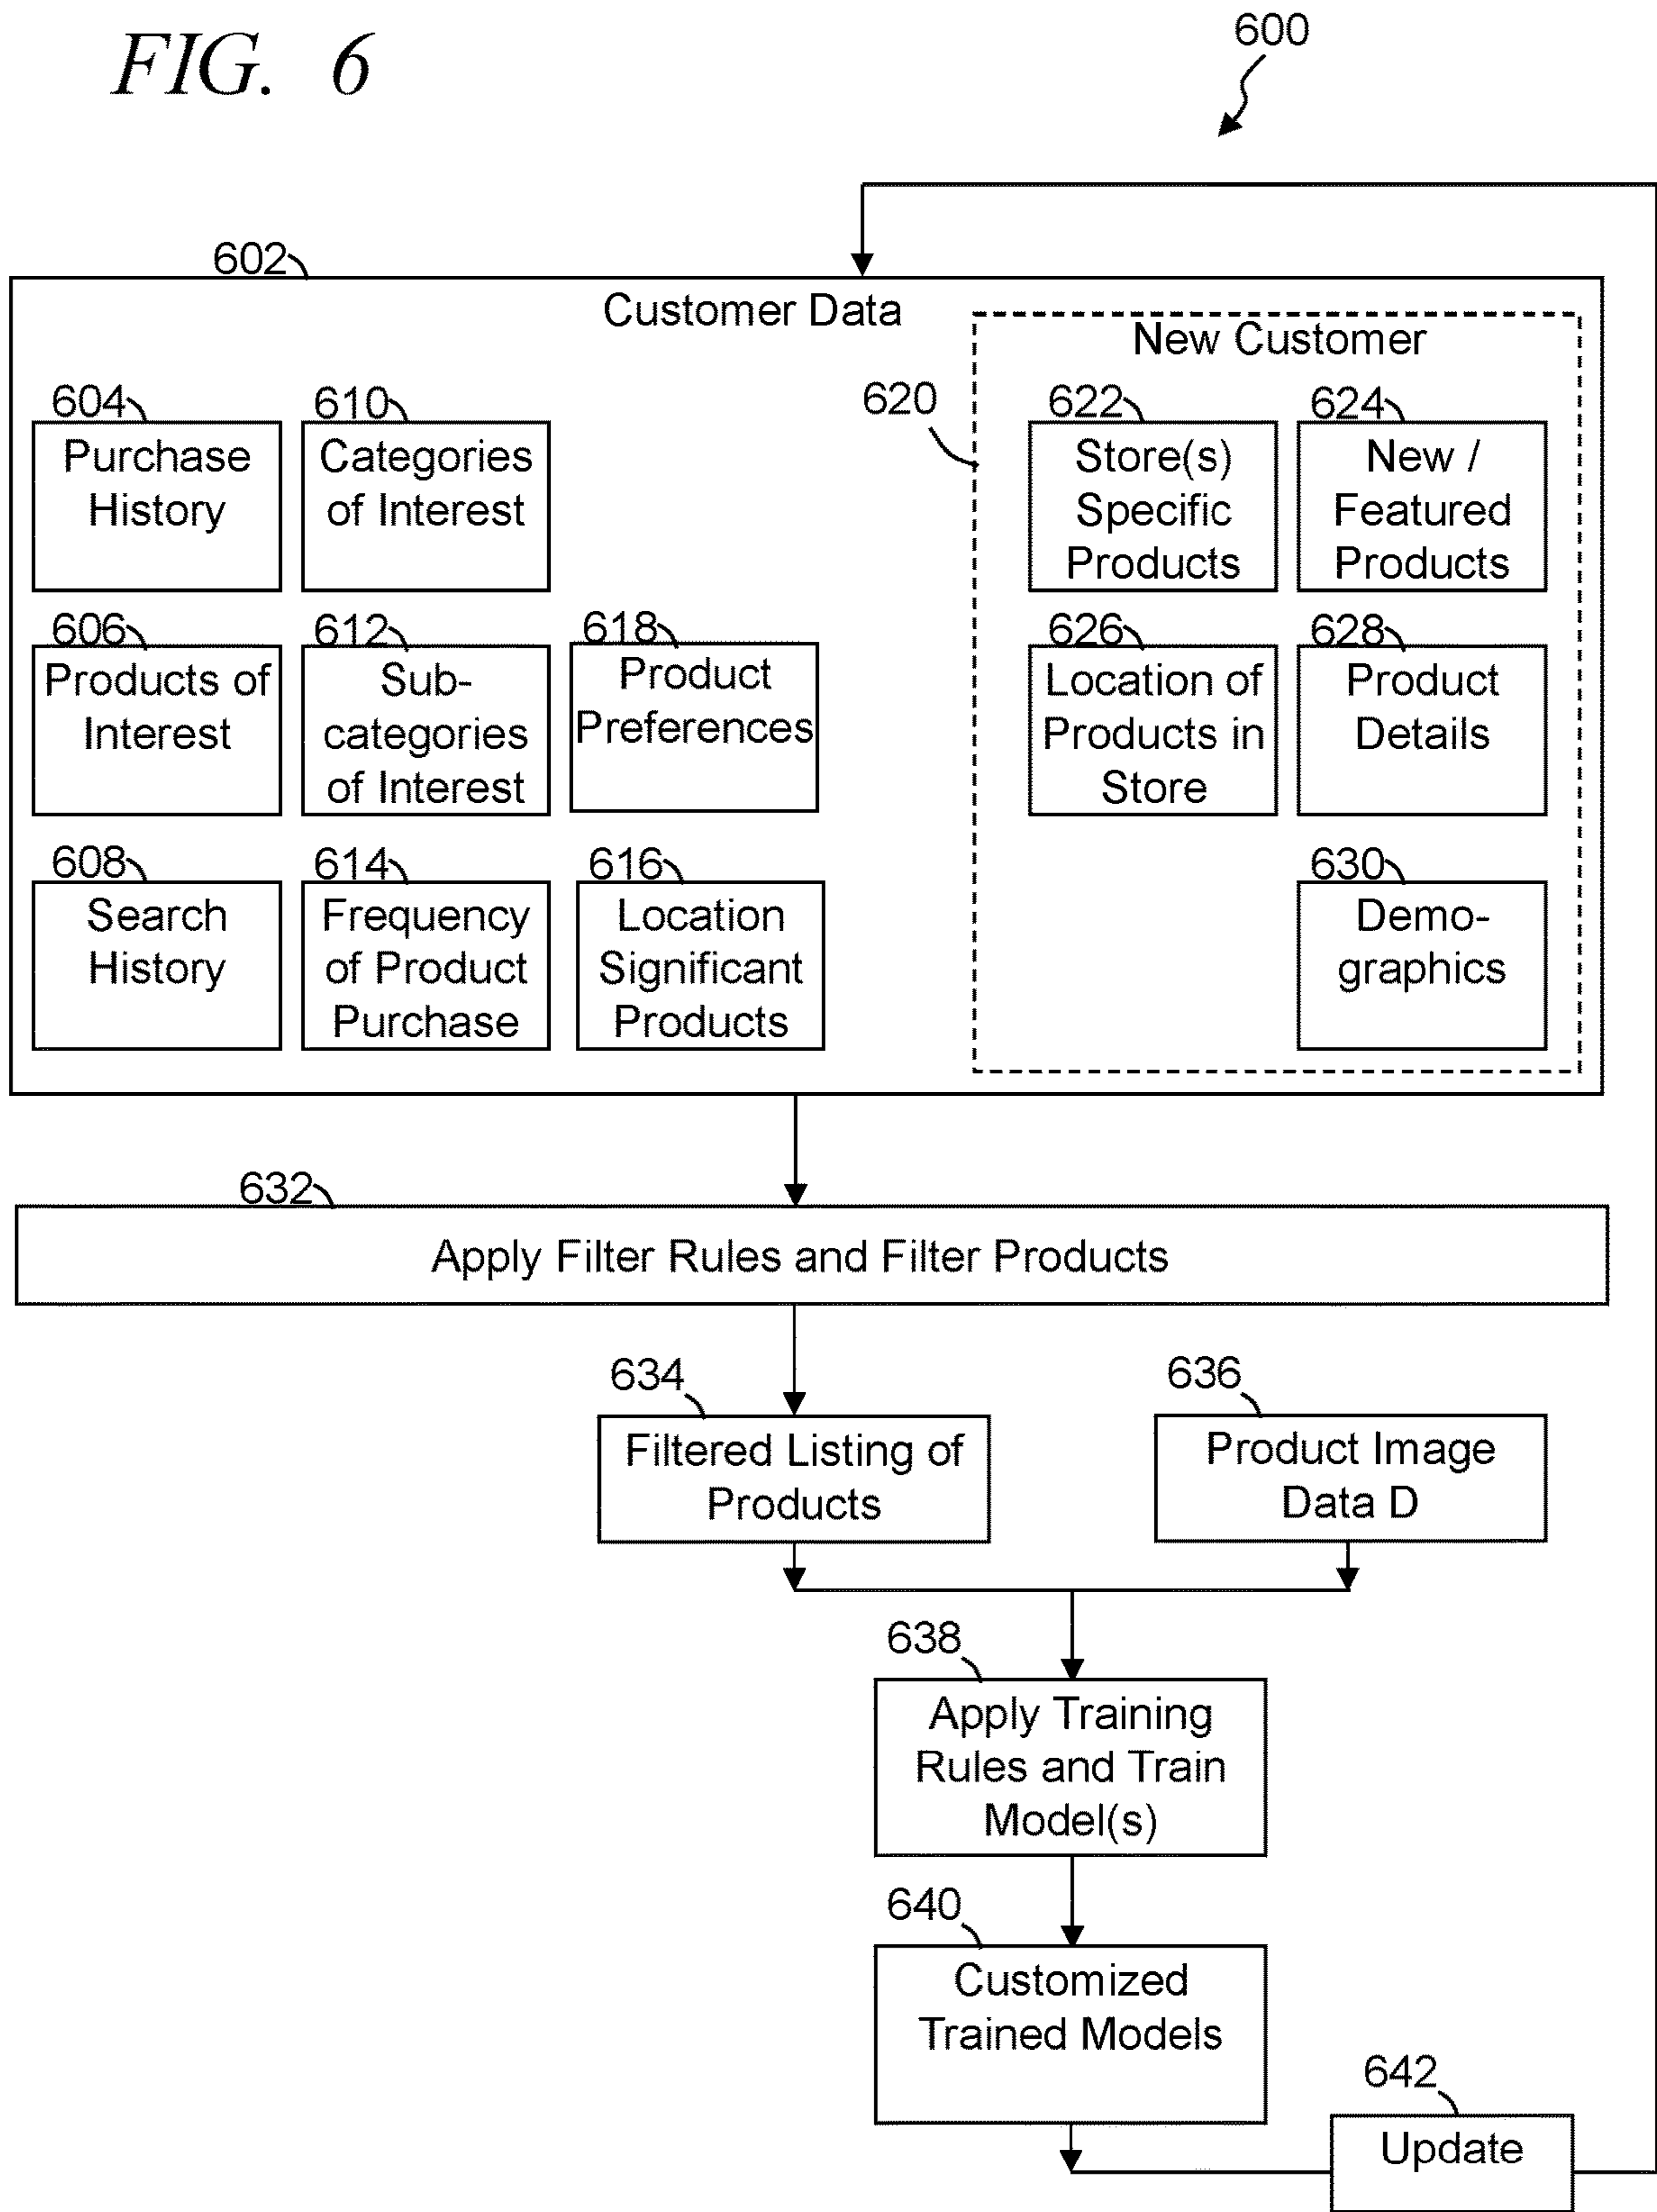 FIG. 6
600
602
Customer Data
New Customer
620
604
Purchase
History
610
Categories
of Interest
622
Store(s)
Specific
Products
624
New /
Featured
Products
606
Products of
Interest
612
Sub-
categories
of Interest
618
Product
Preferences
626
Location of
Products in
Store
628
Product
Details
608
Search
History
614
Frequency
of Product
Purchase
616
Location
Significant
Products
630
Demo-
graphics
632
Apply Filter Rules and Filter Products
634
Filtered Listing of
Products
636
Product Image
Data D
638
Apply Training
Rules and Train
Model(s)
640
Customized
Trained Models
642
Update